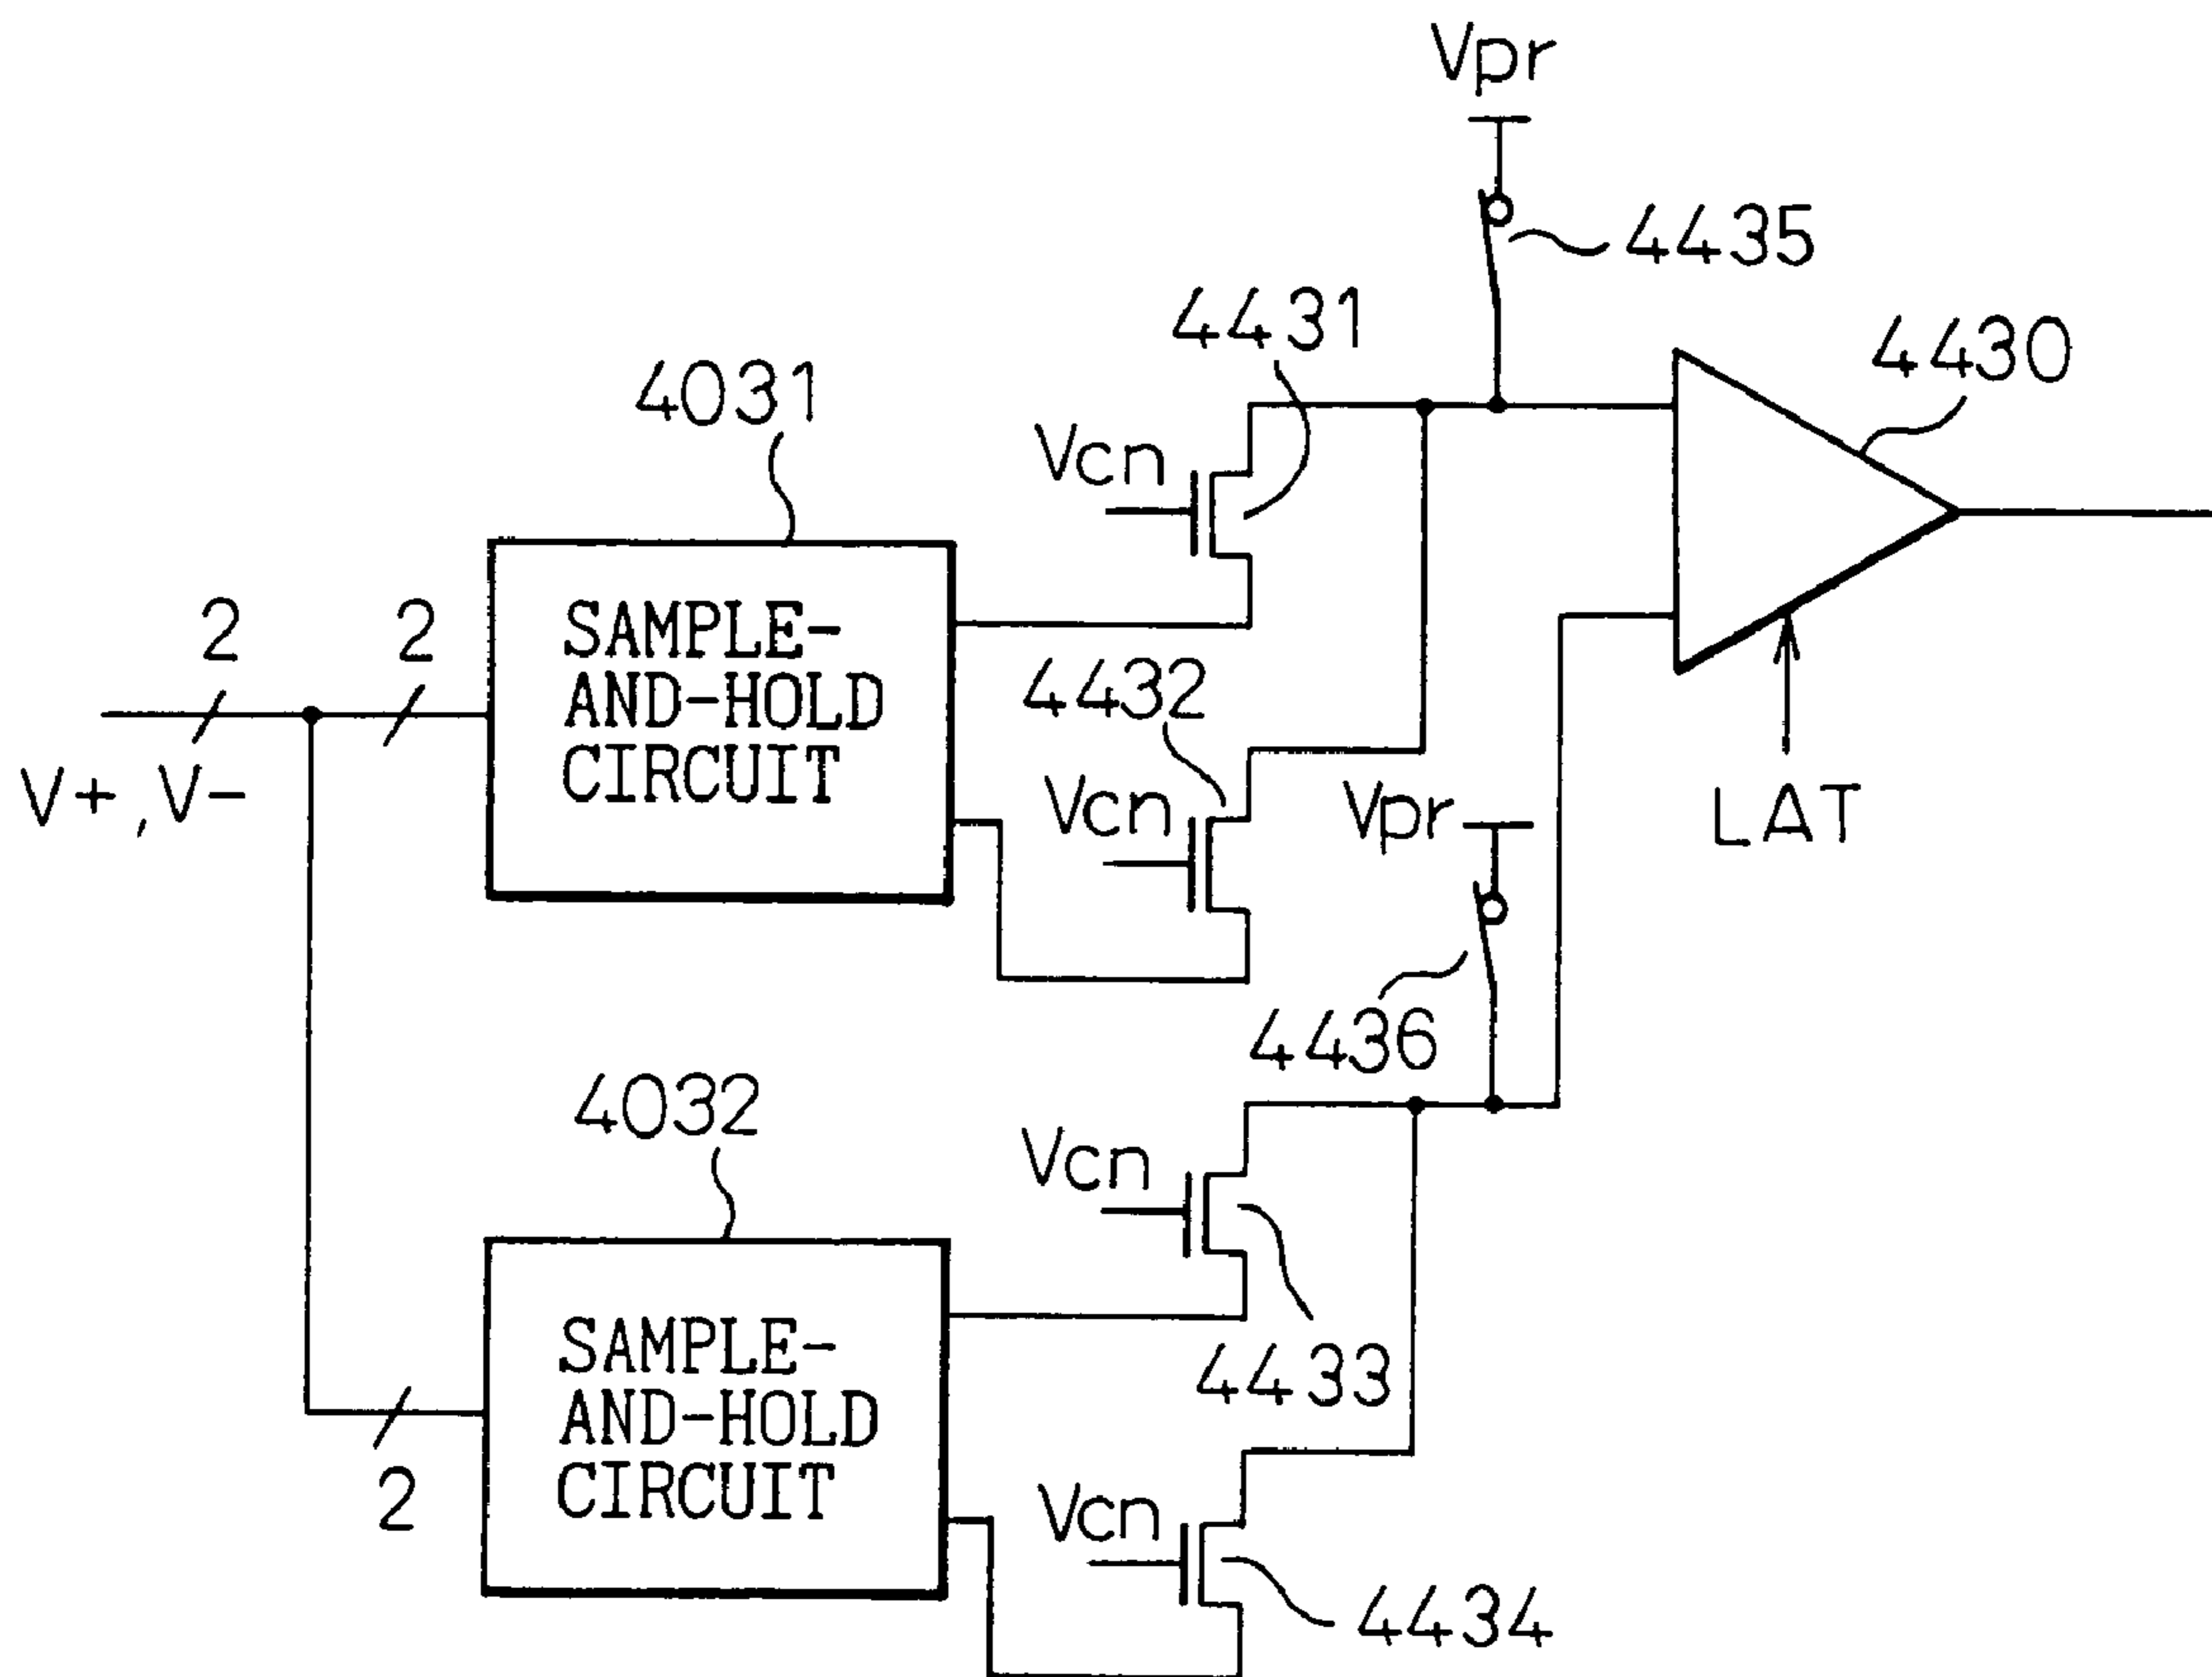 Vpr
4435
4431
4430
4031
Vcn
2
2
SAMPLE-
AND-HOLD
CIRCUIT
4432
V+,V-
Vcn
Vpr
LAT
4436
4032
Vcn
SAMPLE-
AND-HOLD
CIRCUIT
4433
2
Vcn
4434